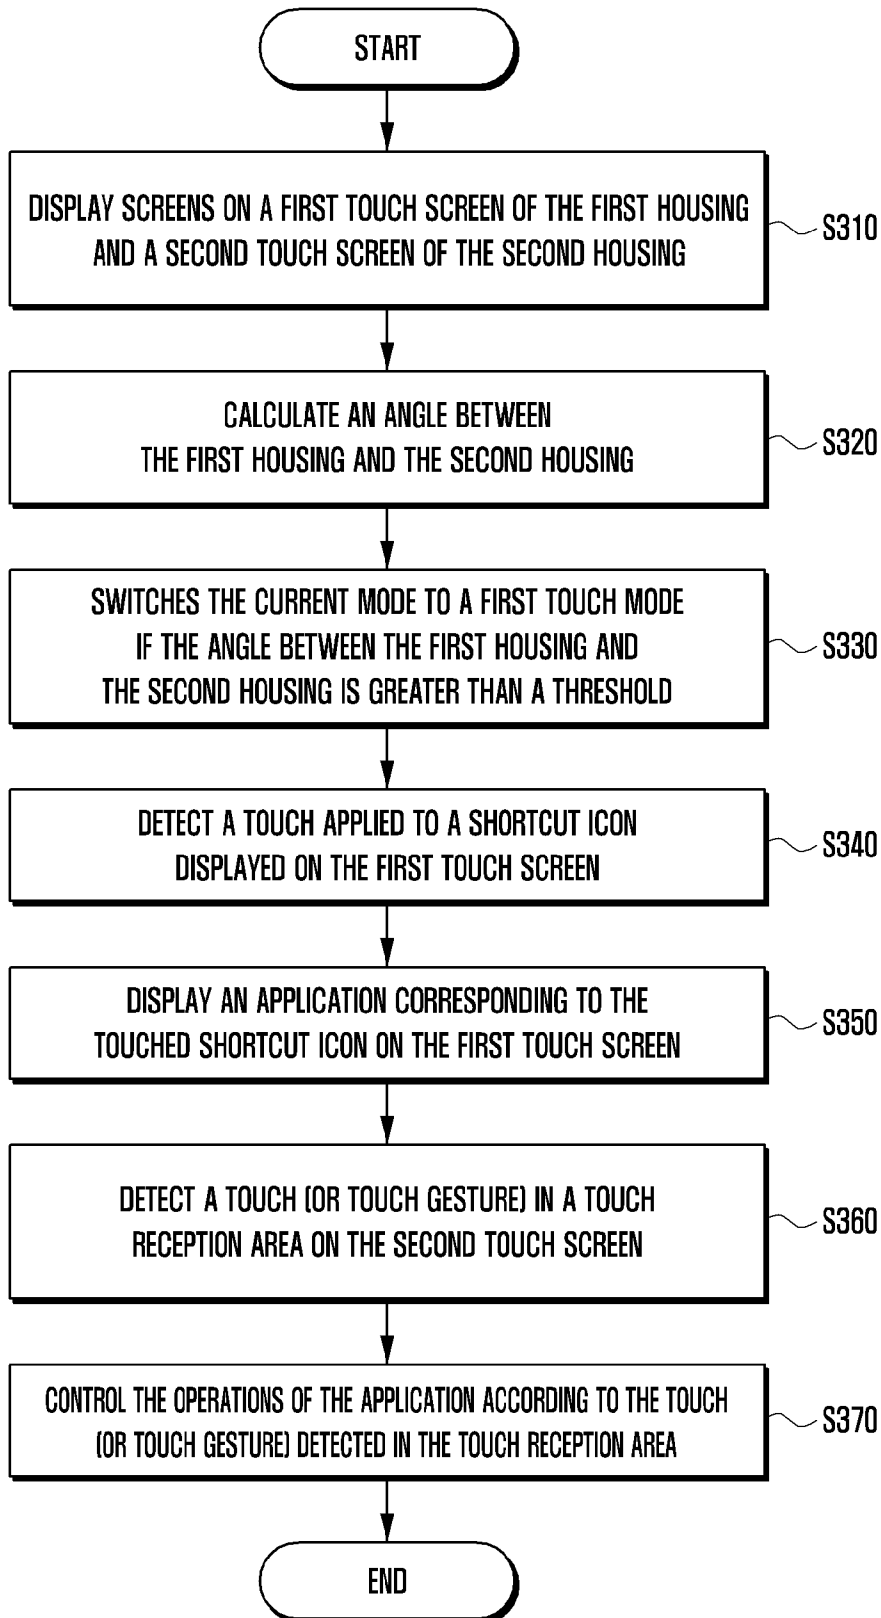 START
DISPLAY SCREENS ON A FIRST TOUCH SCREEN OF THE FIRST HOUSING
AND A SECOND TOUCH SCREEN OF THE SECOND HOUSING
S310
CALCULATE AN ANGLE BETWEEN
THE FIRST HOUSING AND THE SECOND HOUSING
S320
SWITCHES THE CURRENT MODE TO A FIRST TOUCH MODE
IF THE ANGLE BETWEEN THE FIRST HOUSING AND
THE SECOND HOUSING IS GREATER THAN A THRESHOLD
S330
DETECT A TOUCH APPLIED TO A SHORTCUT ICON
DISPLAYED ON THE FIRST TOUCH SCREEN
S340
DISPLAY AN APPLICATION CORRESPONDING TO THE
TOUCHED SHORTCUT ICON ON THE FIRST TOUCH SCREEN
S350
DETECT A TOUCH (OR TOUCH GESTURE) IN A TOUCH
RECEPTION AREA ON THE SECOND TOUCH SCREEN
S360
CONTROL THE OPERATIONS OF THE APPLICATION ACCORDING TO THE TOUCH
(OR TOUCH GESTURE) DETECTED IN THE TOUCH RECEPTION AREA
S370
END